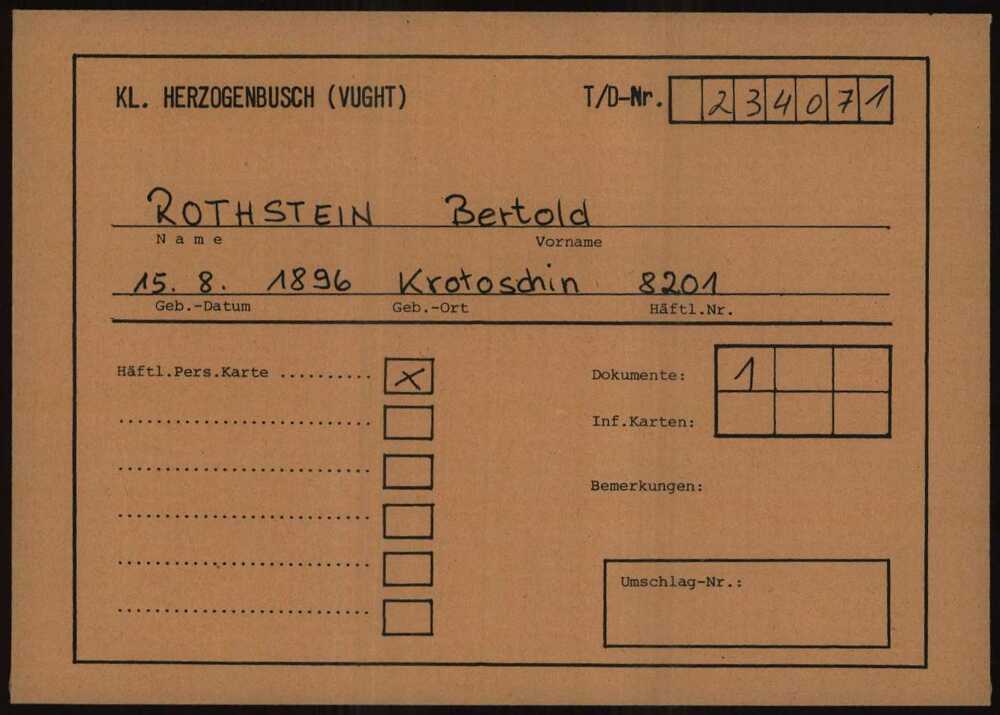 KL. HERZOGENBUSCH (VUGHT) T/D-Nr. 234071
ROTHSTEIN Bertold
Name Vorname
15. 8. 1896 Krotoschin 8201
Geb.-Datum Geb.-Ort Häftl.Nr.
Häftl.Pers.Karte .......... X Dokumente: 1
Inf.Karten:
Bemerkungen:
Umschlag-Nr.: